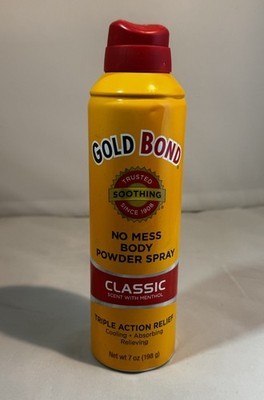 GOLD BOND
TRUSTED
SOOTHING
SINCE 1908
NO MESS
BODY
POWDER SPRAY
CLASSIC
SCENT WITH MENTHOL
TRIPLE ACTION RELIEF
Cooling • Absorbing
Relieving
Net wt 7 oz (198 g)